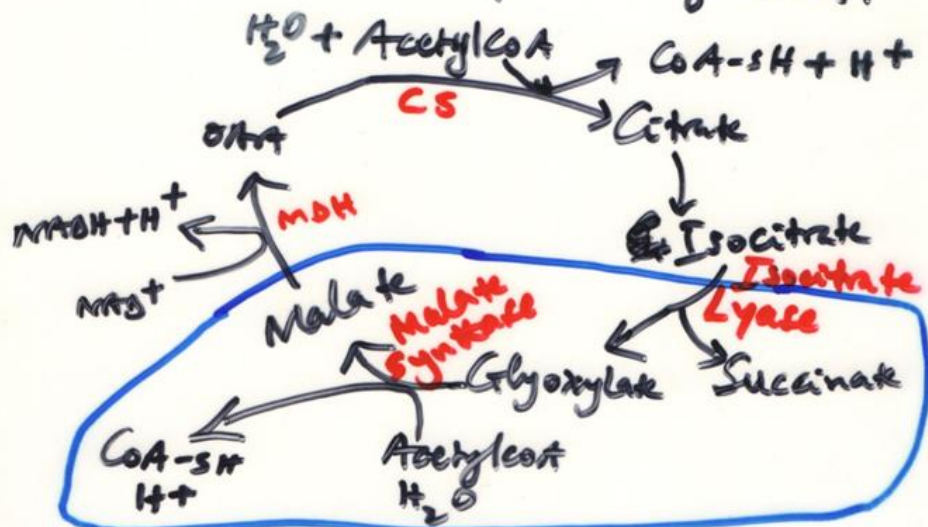 H2O + AcetylCoA
CoA-SH + H+
CS
OAA
Citrate
NADH+H+
MDH
Isocitrate
NAD+
Isocitrate
Lyase
Malate
Malate
Synthase
Glyoxylate
Succinate
CoA-SH
H+
AcetylCoA
H2O